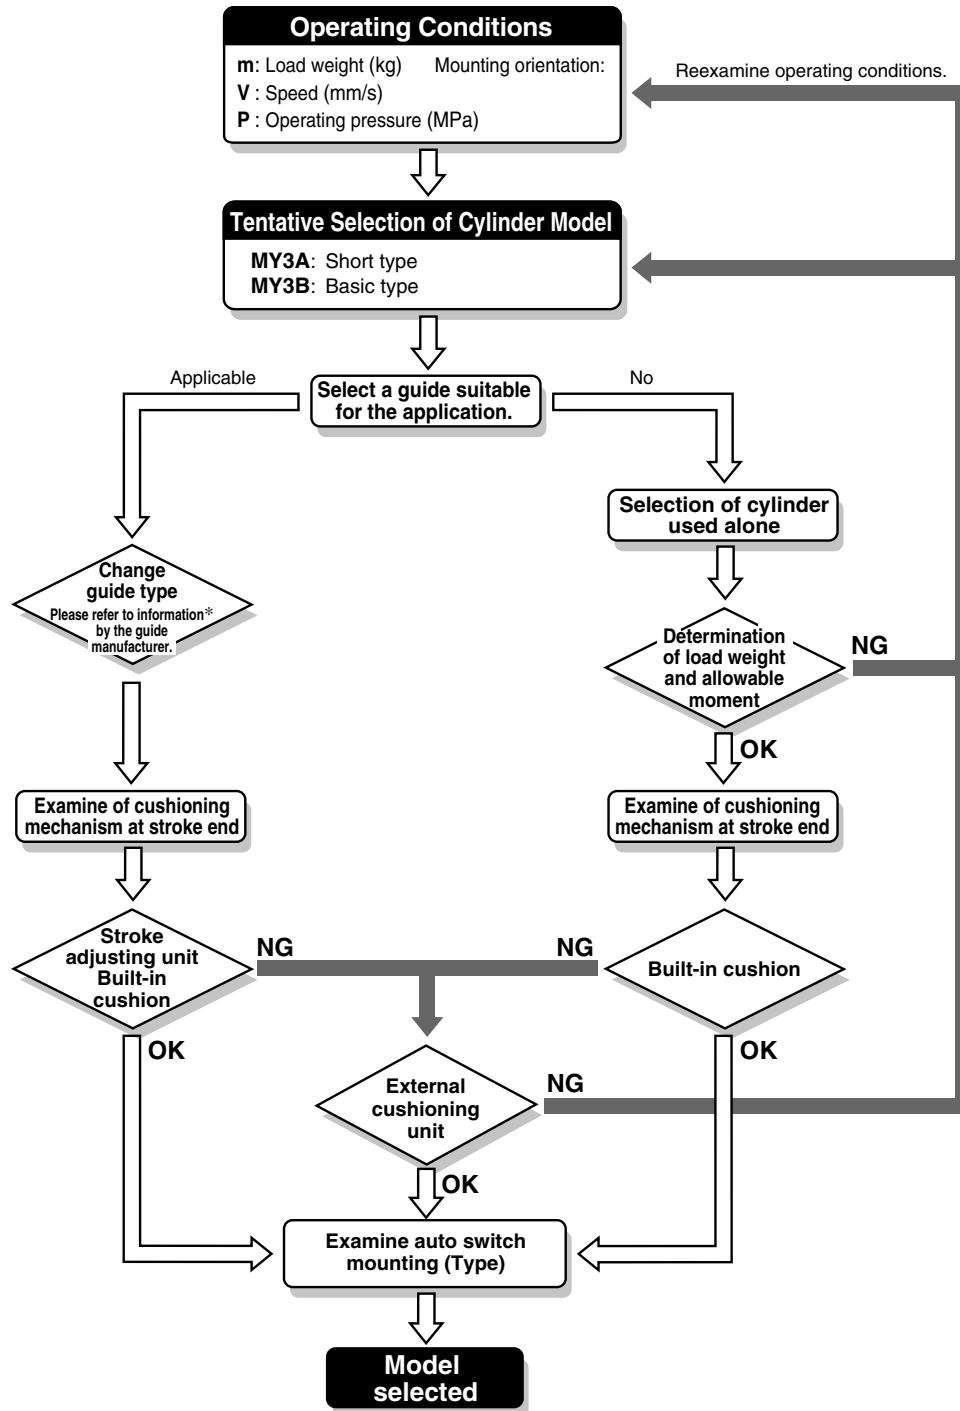 Operating Conditions
m: Load weight (kg) Mounting orientation:
V : Speed (mm/s)
P : Operating pressure (MPa)
Reexamine operating conditions.
Tentative Selection of Cylinder Model
MY3A: Short type
MY3B: Basic type
Applicable
Select a guide suitable
for the application.
No
Selection of cylinder
used alone
Change
guide type
Please refer to information*
by the guide
manufacturer.
Determination
of load weight
and allowable
moment
NG
OK
Examine of cushioning
mechanism at stroke end
Examine of cushioning
mechanism at stroke end
Stroke
adjusting unit
Built-in
cushion
NG
NG
Built-in cushion
OK
OK
External
cushioning
unit
NG
OK
Examine auto switch
mounting (Type)
Model
selected